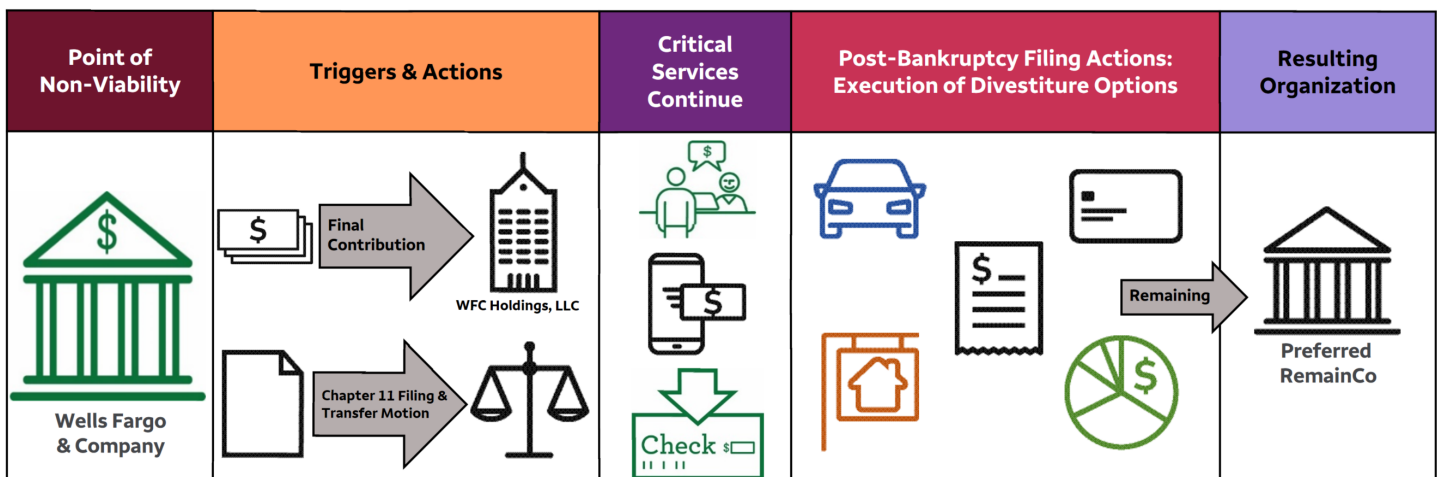 Point of
Non-Viability
Triggers & Actions
Critical
Services
Continue
Post-Bankruptcy Filing Actions:
Execution of Divestiture Options
Resulting
Organization
$
Wells Fargo
& Company
$
Final
Contribution
WFC Holdings, LLC
Chapter 11 Filing &
Transfer Motion
$
$
Check $
$
$
Remaining
Preferred
RemainCo